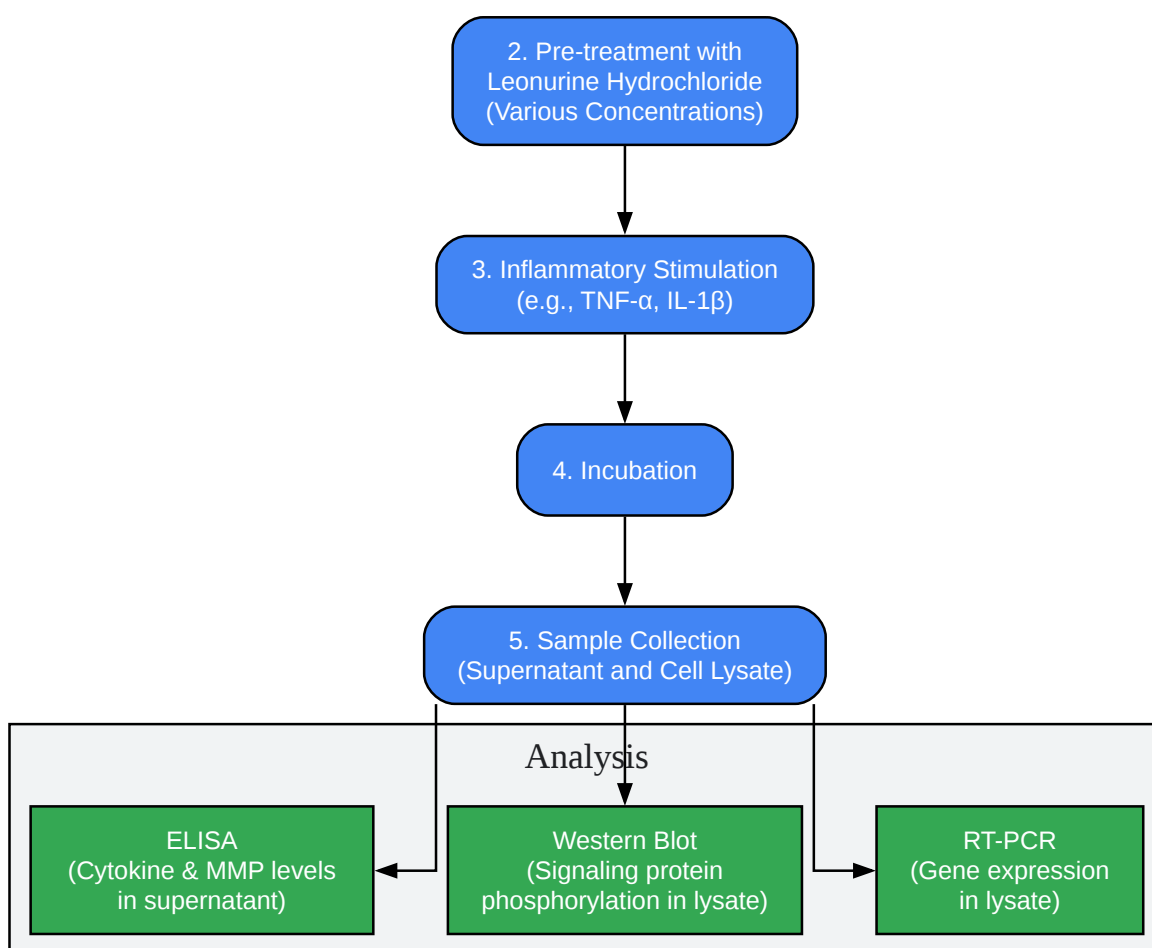 2. Pre-treatment with
Leonurine Hydrochloride
(Various Concentrations)
3. Inflammatory Stimulation
(e.g., TNF-α, IL-1β)
4. Incubation
5. Sample Collection
(Supernatant and Cell Lysate)
Analysis
ELISA
(Cytokine & MMP levels
in supernatant)
Western Blot
(Signaling protein
phosphorylation in lysate)
RT-PCR
(Gene expression
in lysate)